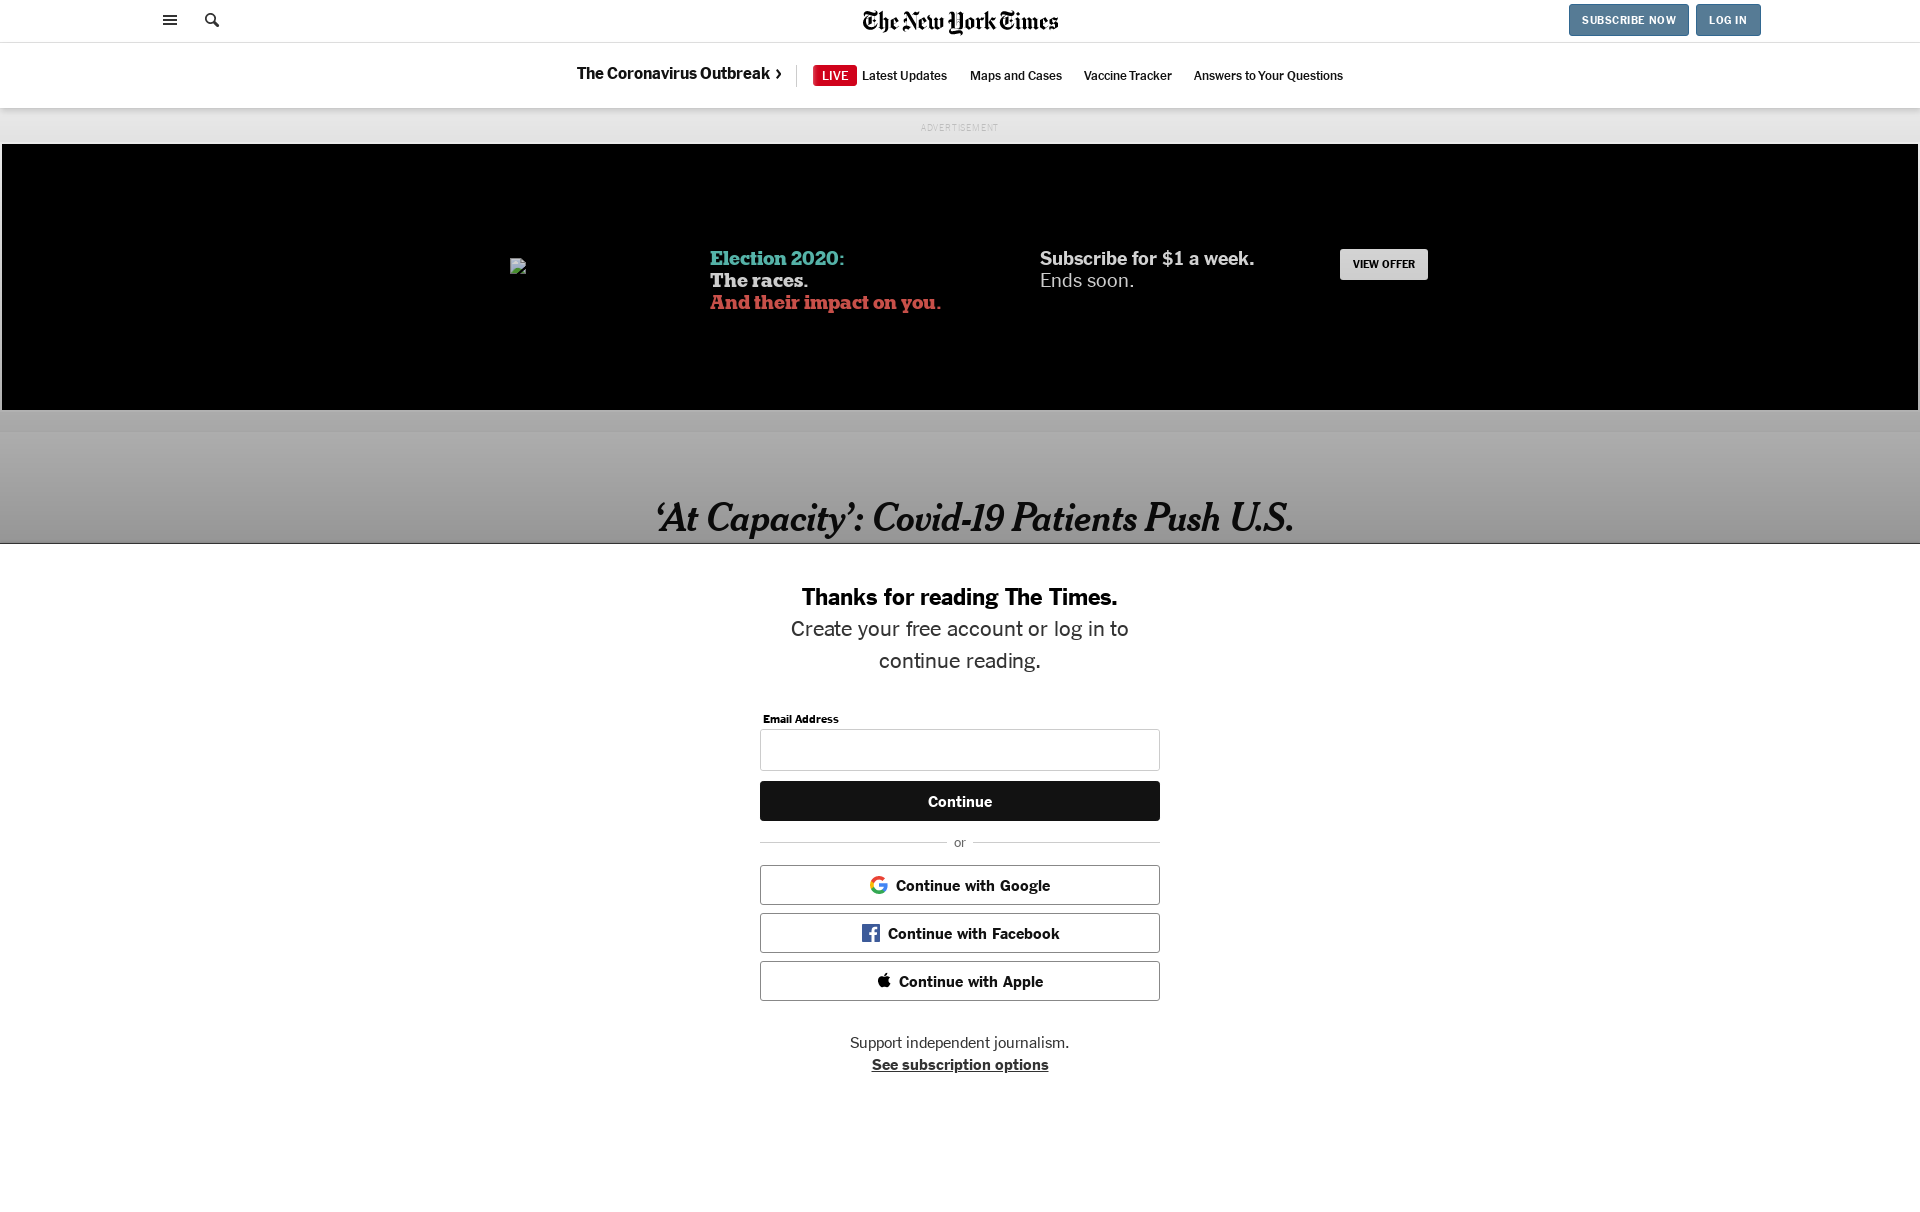 The New York Times
SUBSCRIBE NOW
LOG IN
The Coronavirus Outbreak ›
LIVE Latest Updates
Maps and Cases
Vaccine Tracker
Answers to Your Questions
ADVERTISEMENT
Election 2020:
The races.
And their impact on you.
Subscribe for $1 a week.
Ends soon.
VIEW OFFER
‘At Capacity’: Covid-19 Patients Push U.S.
Thanks for reading The Times.
Create your free account or log in to
continue reading.
Email Address
Continue
or
Continue with Google
Continue with Facebook
Continue with Apple
Support independent journalism.
See subscription options